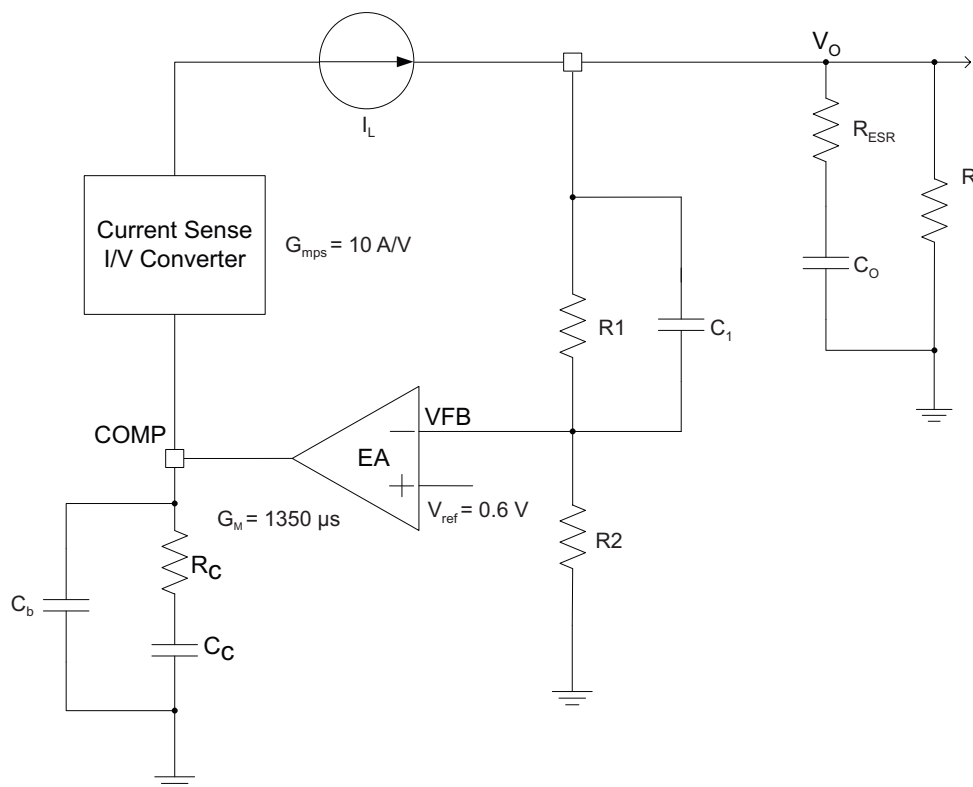 V_O
I_L
R_ESR
R
Current Sense
I/V Converter
G_mps = 10 A/V
C_O
R1
C_1
COMP
VFB
EA
G_M = 1350 µs
V_ref = 0.6 V
R2
R_C
C_b
C_C